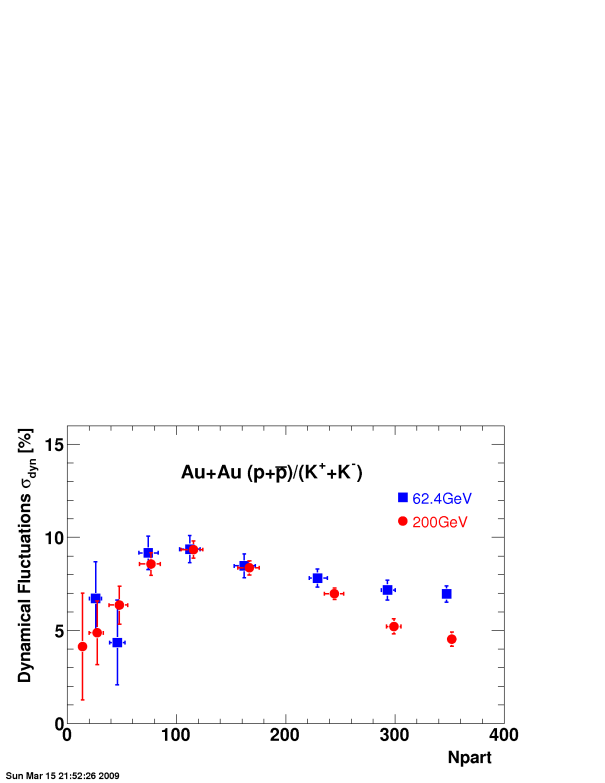 Dynamical Fluctuations σdyn [%]
15
10
5
0
Au+Au (p+p̅)/(K⁺+K⁻)
62.4GeV
200GeV
0 100 200 300 400
Npart
Sun Mar 15 21:52:26 2009